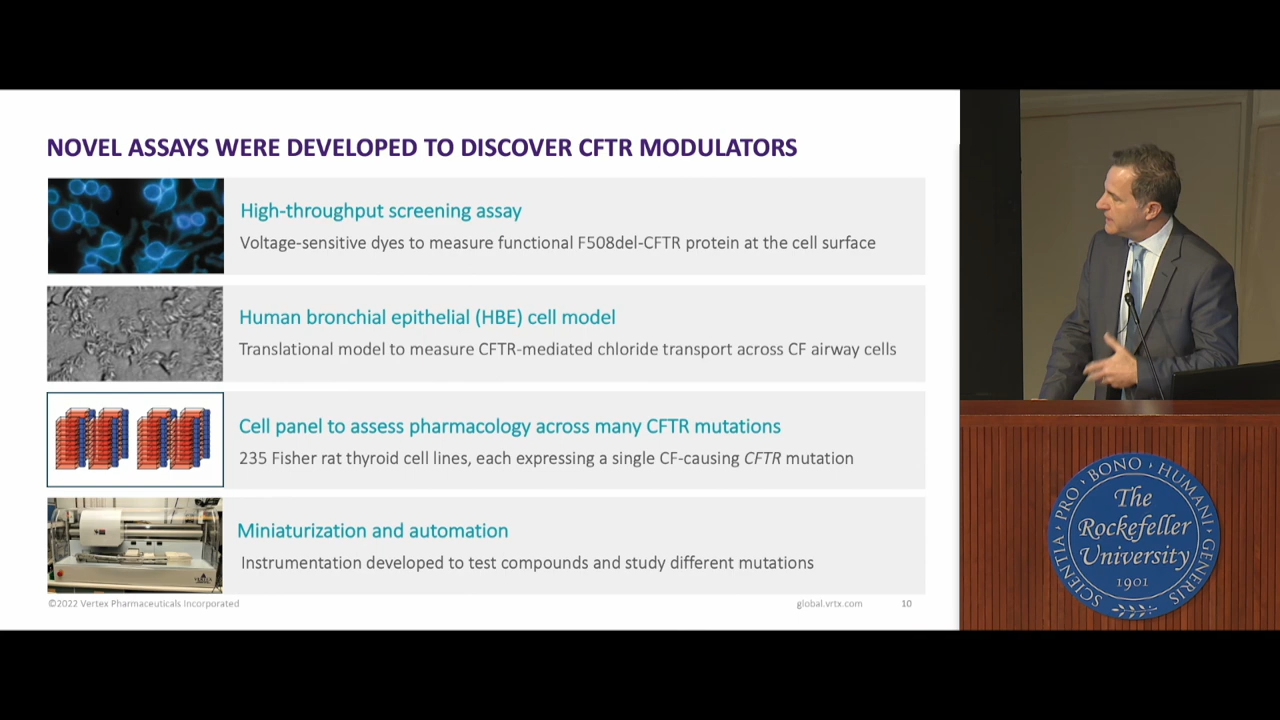 NOVEL ASSAYS WERE DEVELOPED TO DISCOVER CFTR MODULATORS
High-throughput screening assay
Voltage-sensitive dyes to measure functional F508del-CFTR protein at the cell surface
Human bronchial epithelial (HBE) cell model
Translational model to measure CFTR-mediated chloride transport across CF airway cells
Cell panel to assess pharmacology across many CFTR mutations
235 Fisher rat thyroid cell lines, each expressing a single CF-causing CFTR mutation
Miniaturization and automation
Instrumentation developed to test compounds and study different mutations
©2022 Vertex Pharmaceuticals Incorporated
global.vrtx.com
10
SCIENTIA · PRO · BONO · HUMANI · GENERIS
The
Rockefeller
University
1901